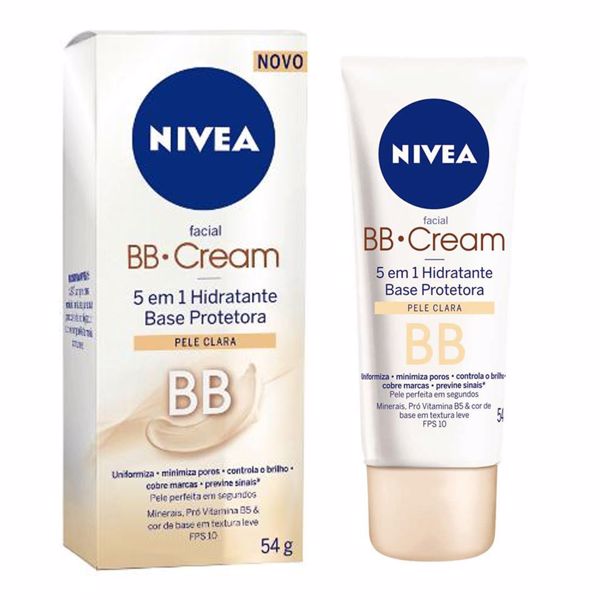 NOVO
NIVEA
facial
BB•Cream
5 em 1 Hidratante
Base Protetora
PELE CLARA
BB
Uniformiza • minimiza poros • controla o brilho •
cobre marcas • previne sinais*
Pele perfeita em segundos
Minerais, Pró Vitamina B5 &
cor de base em textura leve
FPS 10
54 g
NIVEA
facial
BB•Cream
5 em 1 Hidratante
Base Protetora
PELE CLARA
BB
Uniformiza • minimiza poros • controla o brilho•
cobre marcas • previne sinais*
Pele perfeita em segundos
Minerais, Pró Vitamina B5 & cor de
base em textura leve
FPS 10
54